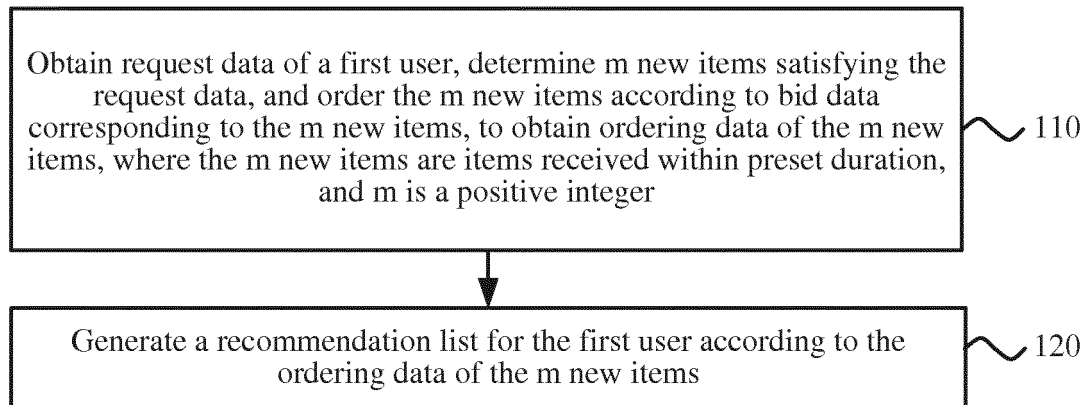 Obtain request data of a first user, determine m new items satisfying the
request data, and order the m new items according to bid data
corresponding to the m new items, to obtain ordering data of the m new
items, where the m new items are items received within preset duration,
and m is a positive integer
110
Generate a recommendation list for the first user according to the
ordering data of the m new items
120